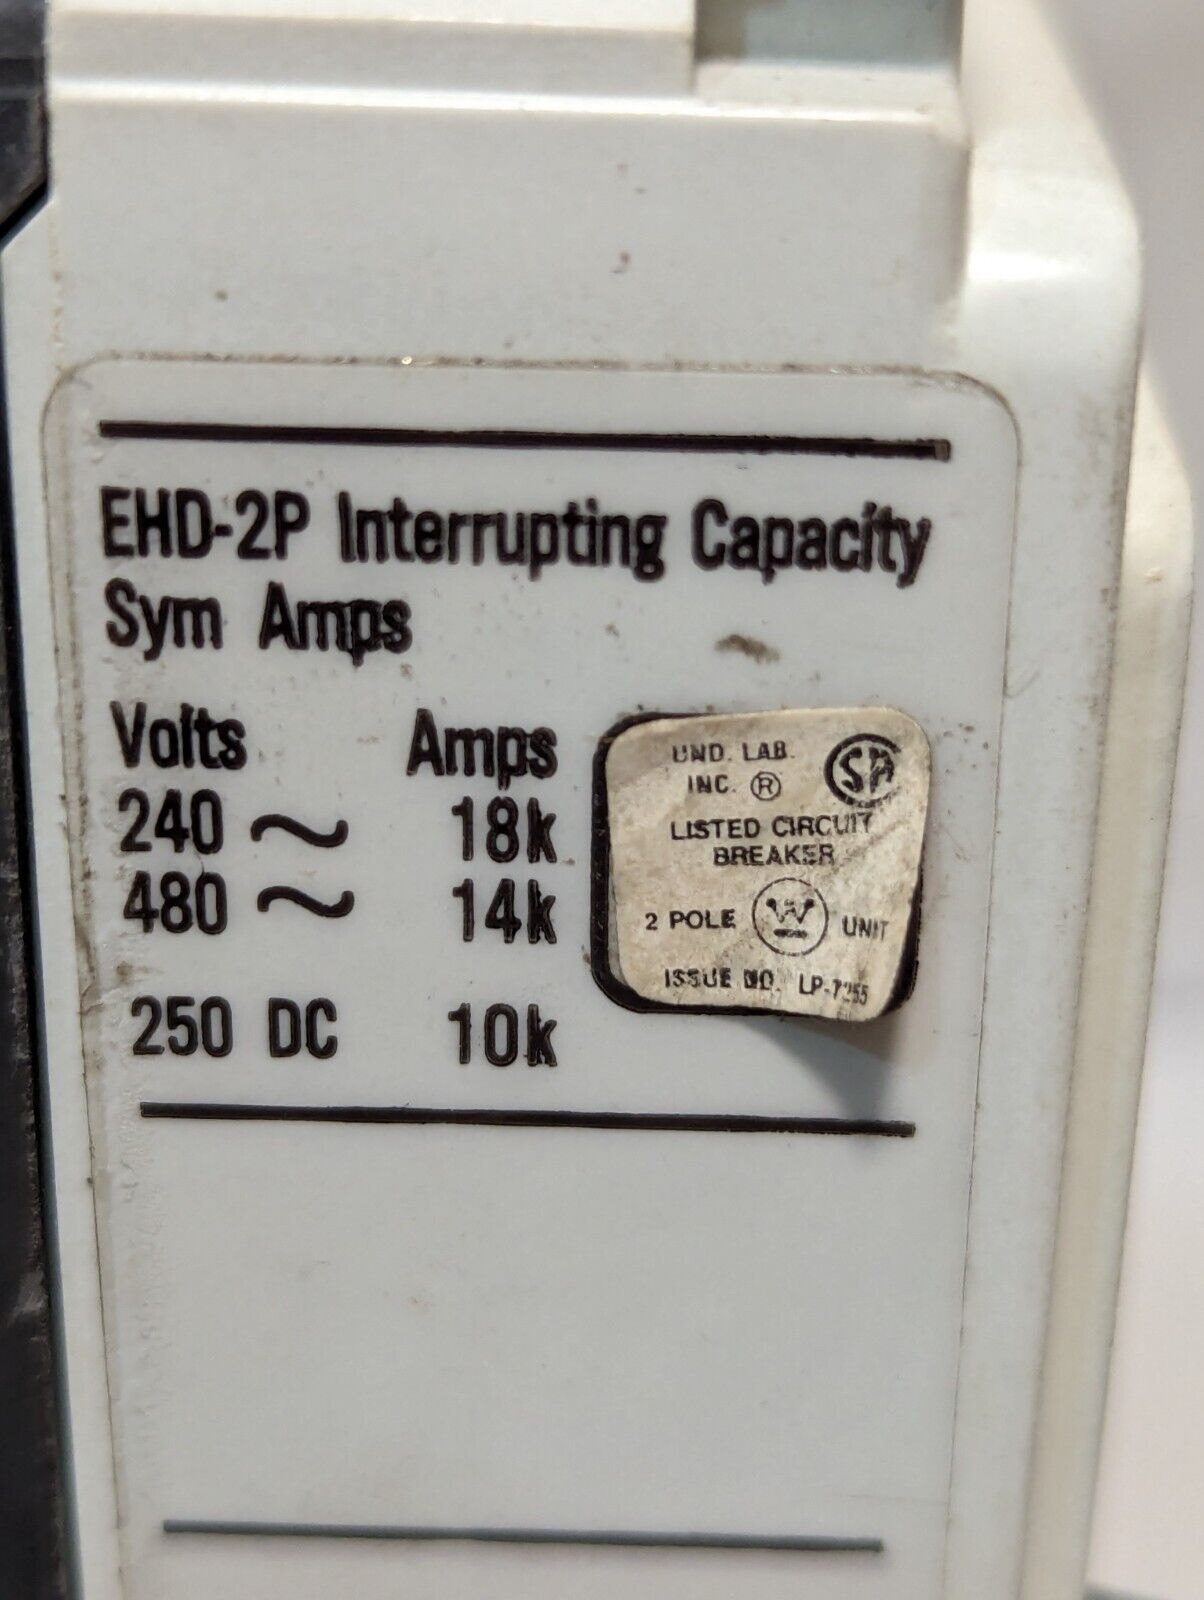 EHD-2P Interrupting Capacity
Sym Amps
Volts Amps
240 ~ 18k
480 ~ 14k
250 DC 10k
UND. LAB.
INC. ®
LISTED CIRCUIT
BREAKER
2 POLE W UNIT
ISSUE NO.